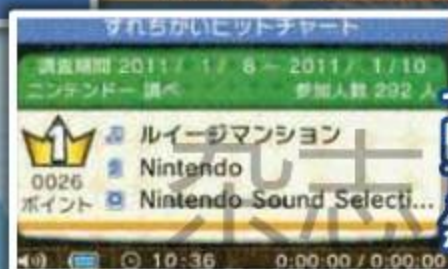 すれちがいヒットチャート
調査期間 2011/ 1/ 8～ 2011/ 1/10
ニンテンドー 調べ 参加人数 292 人
1 ルイージマンション
0026 Nintendo
ポイント Nintendo Sound Selecti...
杂志
10:36 0:00:00 / 0:00:00